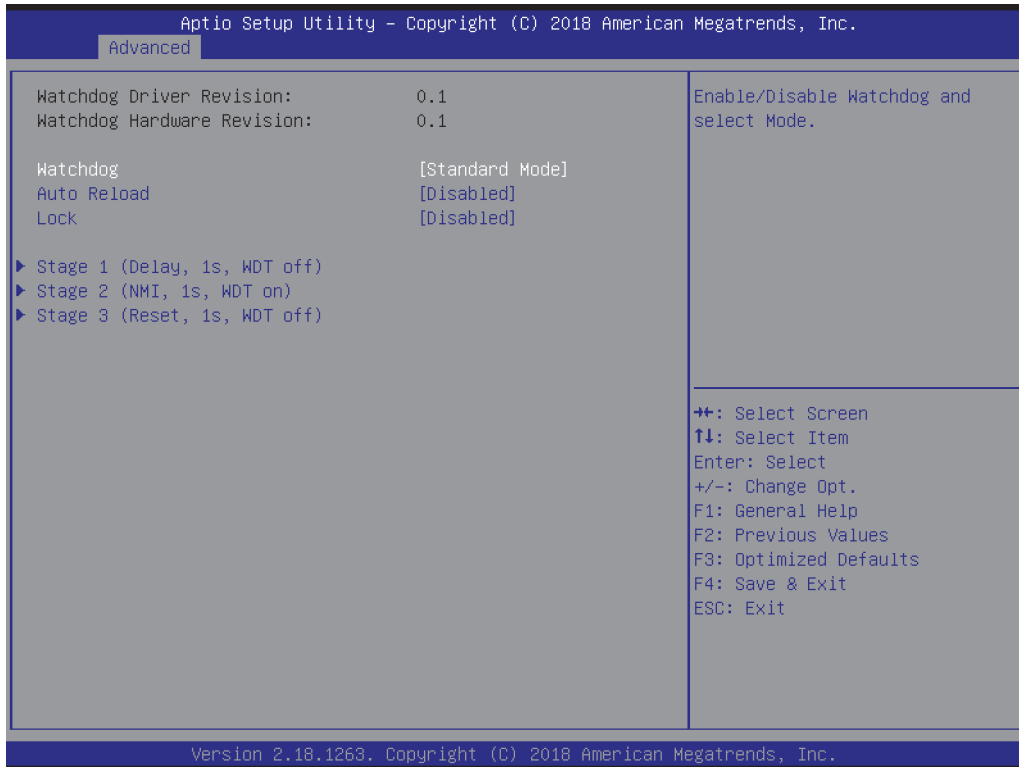 Aptio Setup Utility – Copyright (C) 2018 American Megatrends, Inc.
Advanced
Watchdog Driver Revision: 0.1
Watchdog Hardware Revision: 0.1
Watchdog [Standard Mode]
Auto Reload [Disabled]
Lock [Disabled]
▶ Stage 1 (Delay, 1s, WDT off)
▶ Stage 2 (NMI, 1s, WDT on)
▶ Stage 3 (Reset, 1s, WDT off)
Enable/Disable Watchdog and
select Mode.
→←: Select Screen
↑↓: Select Item
Enter: Select
+/-: Change Opt.
F1: General Help
F2: Previous Values
F3: Optimized Defaults
F4: Save & Exit
ESC: Exit
Version 2.18.1263. Copyright (C) 2018 American Megatrends, Inc.